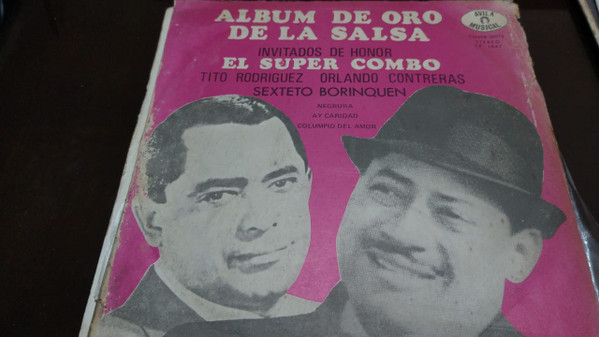 ALBUM DE ORO
DE LA SALSA
INVITADOS DE HONOR
EL SUPER COMBO
TITO RODRIGUEZ ORLANDO CONTRERAS
SEXTETO BORINQUEN
NEGRURA
AY CARIDAD
COLUMPIO DEL AMOR
MUSICAL